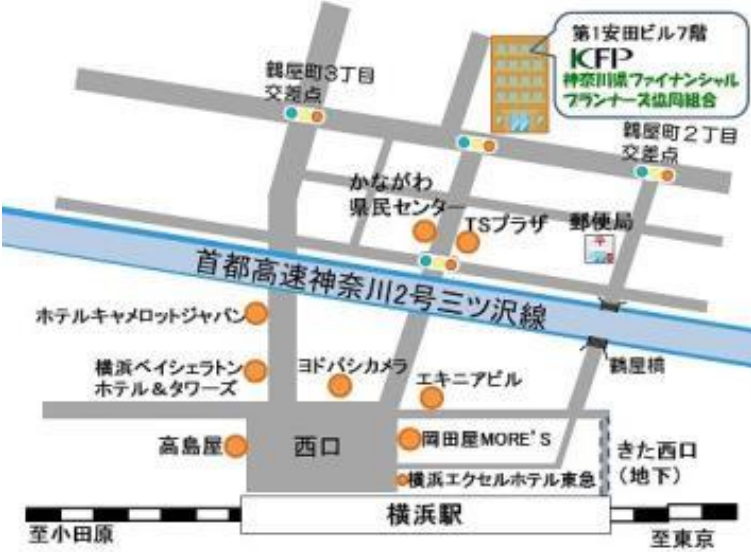 第1安田ビル7階
KFP
神奈川県ファイナンシャル
プランナーズ協同組合
鶴屋町3丁目
交差点
鶴屋町2丁目
交差点
かながわ
県民センター
TSプラザ
郵便局
首都高速神奈川2号三ツ沢線
ホテルキャメロットジャパン
横浜ベイシェラトン
ホテル&タワーズ
ヨドバシカメラ
エキニアビル
鶴屋橋
高島屋
西口
岡田屋MORE'S
きた西口
(地下)
横浜エクセルホテル東急
横浜駅
至小田原
至東京